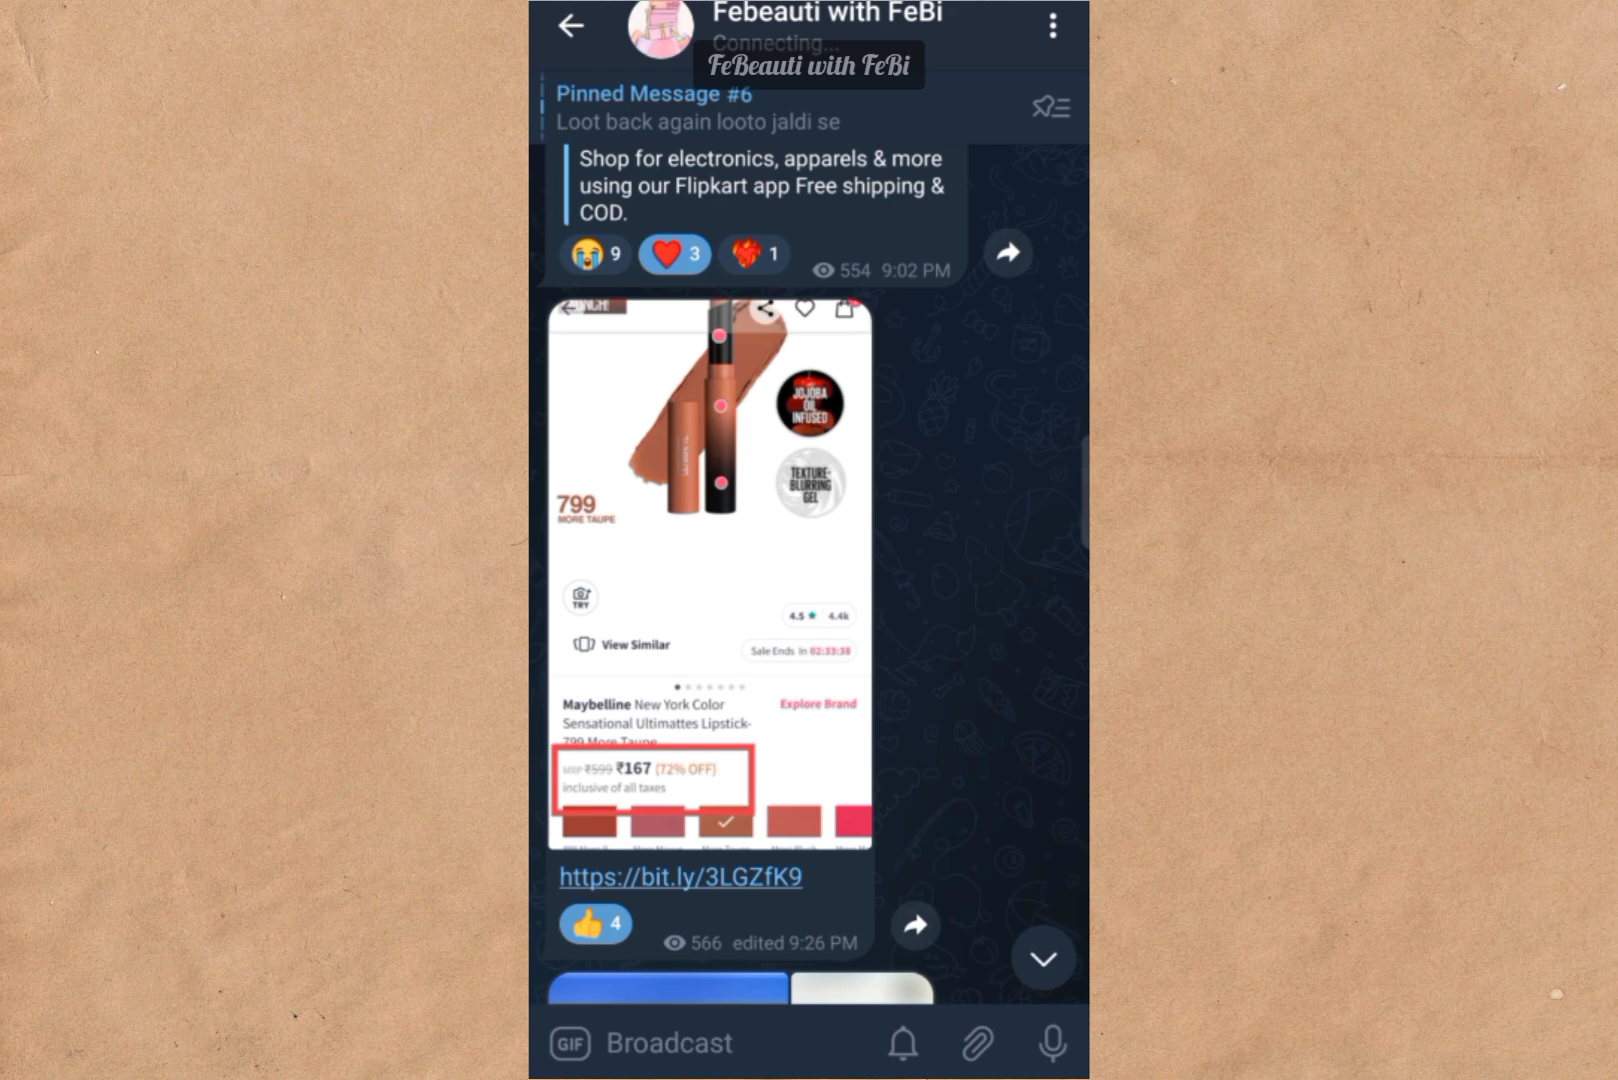 Febeauti with FeBi
Connecting...
FeBeauti with FeBi
Pinned Message #6
Loot back again looto jaldi se
Shop for electronics, apparels & more
using our Flipkart app Free shipping &
COD.
9 3 1
554 9:02 PM
JOJOBA
OIL
INFUSED
TEXTURE-
BLURRING
GEL
799
MORE TAUPE
TRY
4.5 ★ 4.4k
View Similar
Sale Ends In 02:33:38
Maybelline New York Color
Explore Brand
Sensational Ultimattes Lipstick-
799 More Taupe
MRP ₹599 ₹167 (72% OFF)
inclusive of all taxes
https://bit.ly/3LGZfK9
4
566 edited 9:26 PM
GIF Broadcast